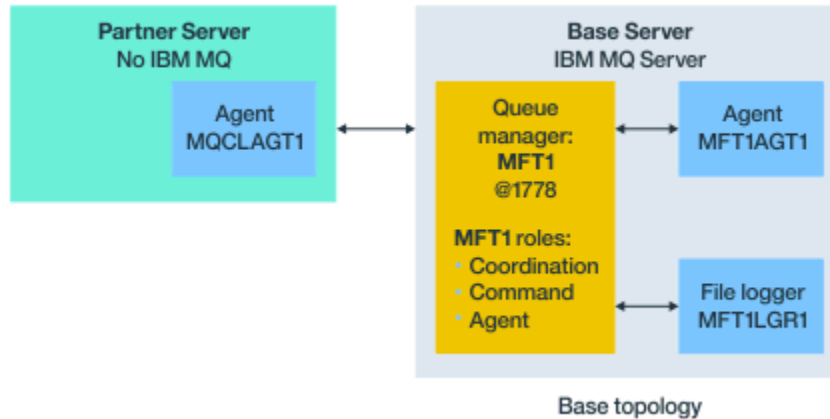 Partner Server
No IBM MQ
Agent
MQCLAGT1
Base Server
IBM MQ Server
Queue
manager:
MFT1
@1778
MFT1 roles:
• Coordination
• Command
• Agent
Agent
MFT1AGT1
File logger
MFT1LGR1
Base topology